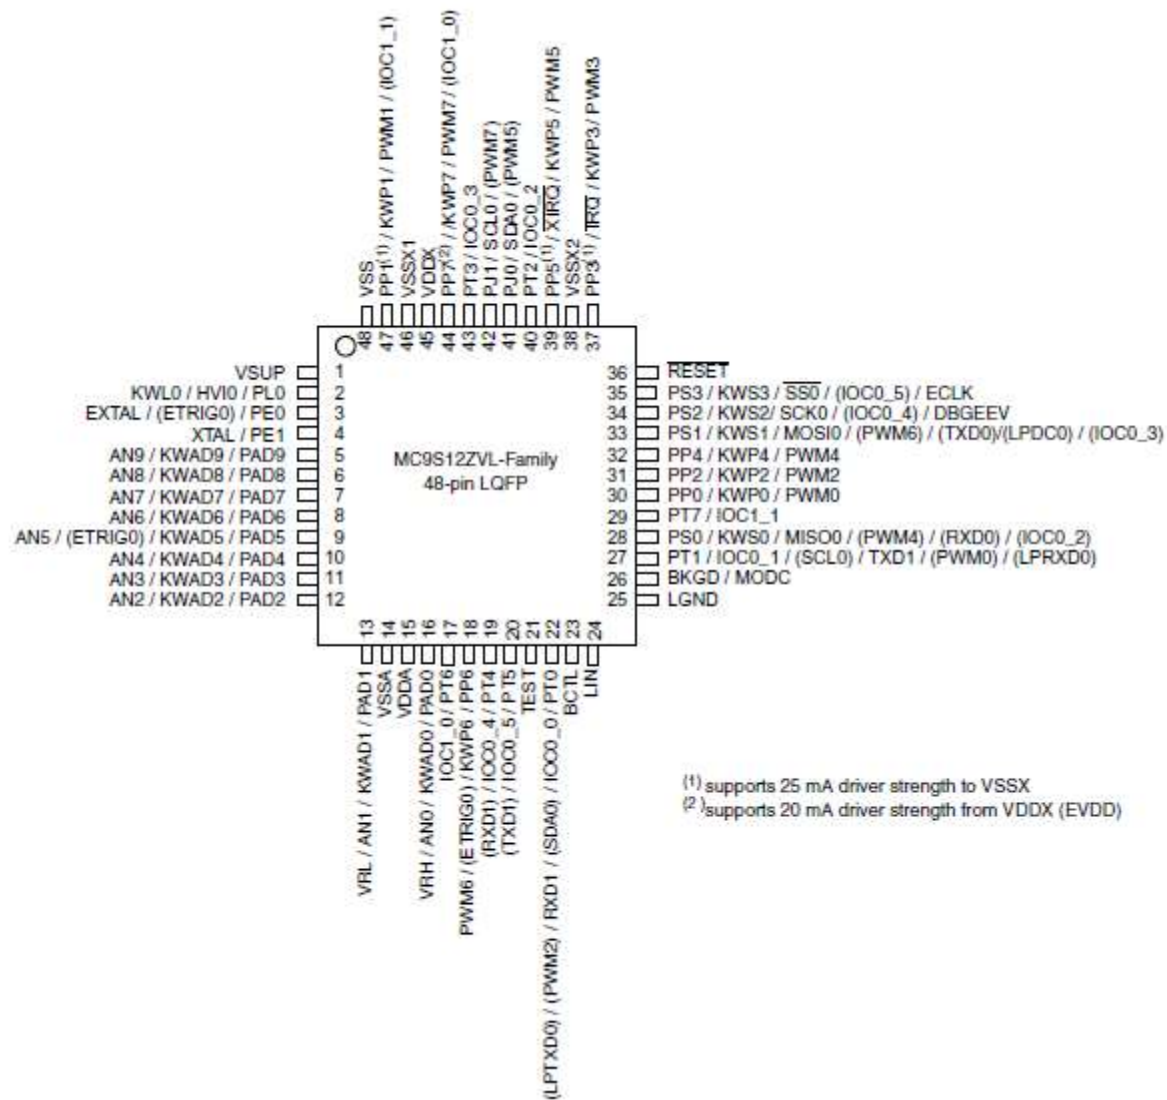 VSS
PP1(1) / KWP1 / PWM1 / (IOC1_1)
VSSX1
VDDX
PP7(2) / /KWP7 / PWM7 / (IOC1_0)
PT3 / IOC0_3
PJ1 / SCL0 / (PWM7)
PJ0 / SDA0 / (PWM5)
PT2 / IOC0_2
PP5(1) / XIRQ / KWP5 / PWM5
VSSX2
PP3(1) / IRQ / KWP3/ PWM3
48
47
46
45
44
43
42
41
40
39
38
37
VSUP 1
KWL0 / HVI0 / PL0 2
EXTAL / (ETRIG0) / PE0 3
XTAL / PE1 4
AN9 / KWAD9 / PAD9 5
AN8 / KWAD8 / PAD8 6
AN7 / KWAD7 / PAD7 7
AN6 / KWAD6 / PAD6 8
AN5 / (ETRIG0) / KWAD5 / PAD5 9
AN4 / KWAD4 / PAD4 10
AN3 / KWAD3 / PAD3 11
AN2 / KWAD2 / PAD2 12
MC9S12ZVL-Family
48-pin LQFP
36 RESET
35 PS3 / KWS3 / SS0 / (IOC0_5) / ECLK
34 PS2 / KWS2/ SCK0 / (IOC0_4) / DBGEEV
33 PS1 / KWS1 / MOSI0 / (PWM6) / (TXD0)/(LPDC0) / (IOC0_3)
32 PP4 / KWP4 / PWM4
31 PP2 / KWP2 / PWM2
30 PP0 / KWP0 / PWM0
29 PT7 / IOC1_1
28 PS0 / KWS0 / MISO0 / (PWM4) / (RXD0) / (IOC0_2)
27 PT1 / IOC0_1 / (SCL0) / TXD1 / (PWM0) / (LPRXD0)
26 BKGD / MODC
25 LGND
13
14
15
16
17
18
19
20
21
22
23
24
VRL / AN1 / KWAD1 / PAD1
VSSA
VDDA
VRH / AN0 / KWAD0 / PAD0
IOC1_0 / PT6
PWM6 / (ETRIG0) / KWP6 / PP6
(RXD1) / IOC0_4 / PT4
(TXD1) / IOC0_5 / PT5
TEST
(LPTXD0) / (PWM2) / RXD1 / (SDA0) / IOC0_0 / PT0
BCTL
LIN
(1) supports 25 mA driver strength to VSSX
(2 )supports 20 mA driver strength from VDDX (EVDD)